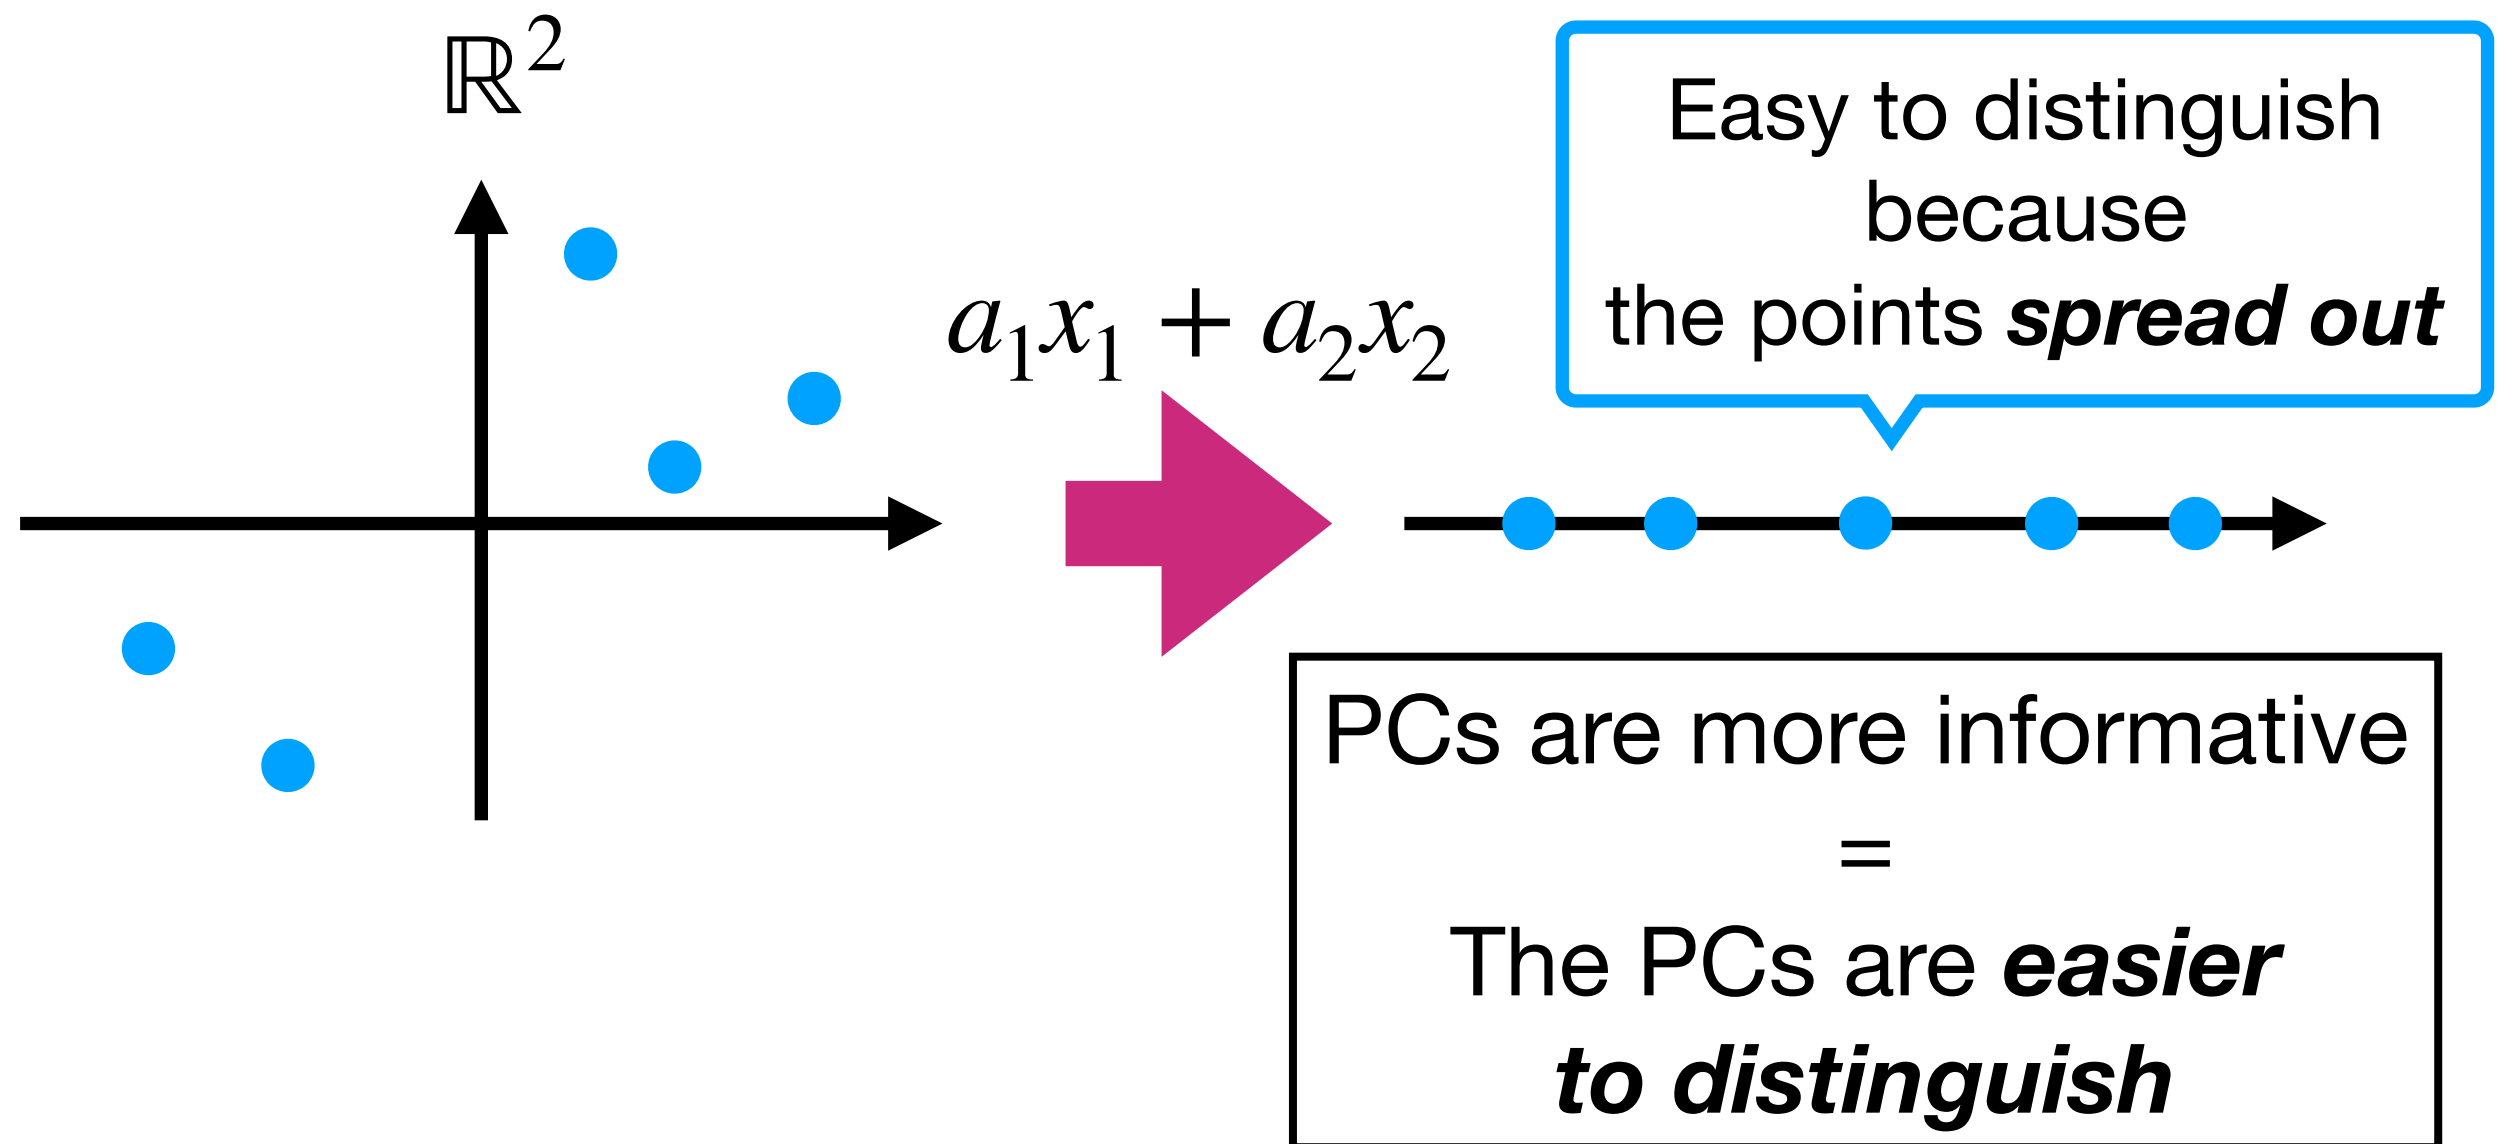 ℝ²
Easy to distinguish
because
the points spread out
a₁x₁ + a₂x₂
PCs are more informative
=
The PCs are easier
to distinguish